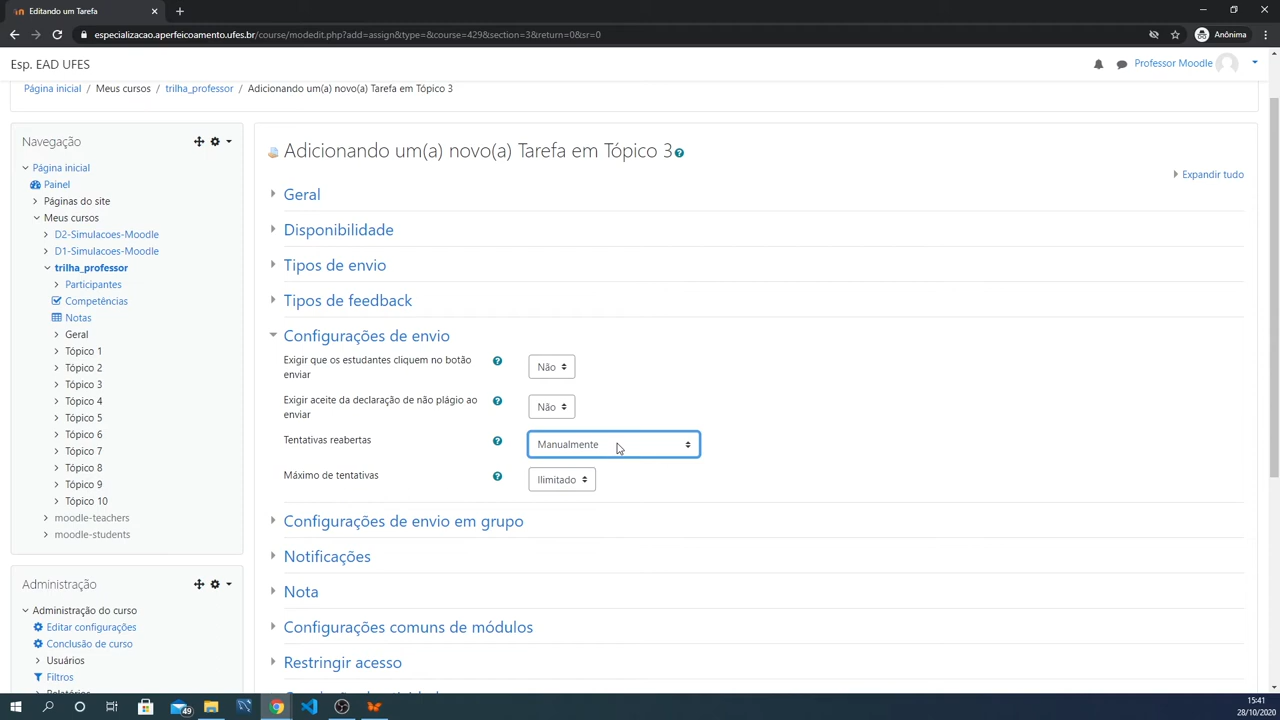 Editando um Tarefa
especializacao.aperfeicoamento.ufes.br/course/modedit.php?add=assign&type=&course=429&section=3&return=0&sr=0
Anônima
Esp. EAD UFES
Professor Moodle
Página inicial / Meus cursos / trilha_professor / Adicionando um(a) novo(a) Tarefa em Tópico 3
Navegação
Página inicial
Painel
Páginas do site
Meus cursos
D2-Simulacoes-Moodle
D1-Simulacoes-Moodle
trilha_professor
Participantes
Competências
Notas
Geral
Tópico 1
Tópico 2
Tópico 3
Tópico 4
Tópico 5
Tópico 6
Tópico 7
Tópico 8
Tópico 9
Tópico 10
moodle-teachers
moodle-students
Administração
Administração do curso
Editar configurações
Conclusão de curso
Usuários
Filtros
Adicionando um(a) novo(a) Tarefa em Tópico 3
Expandir tudo
Geral
Disponibilidade
Tipos de envio
Tipos de feedback
Configurações de envio
Exigir que os estudantes cliquem no botão
enviar
Não
Exigir aceite da declaração de não plágio ao
enviar
Não
Tentativas reabertas
Manualmente
Máximo de tentativas
Ilimitado
Configurações de envio em grupo
Notificações
Nota
Configurações comuns de módulos
Restringir acesso
49
15:41
28/10/2020